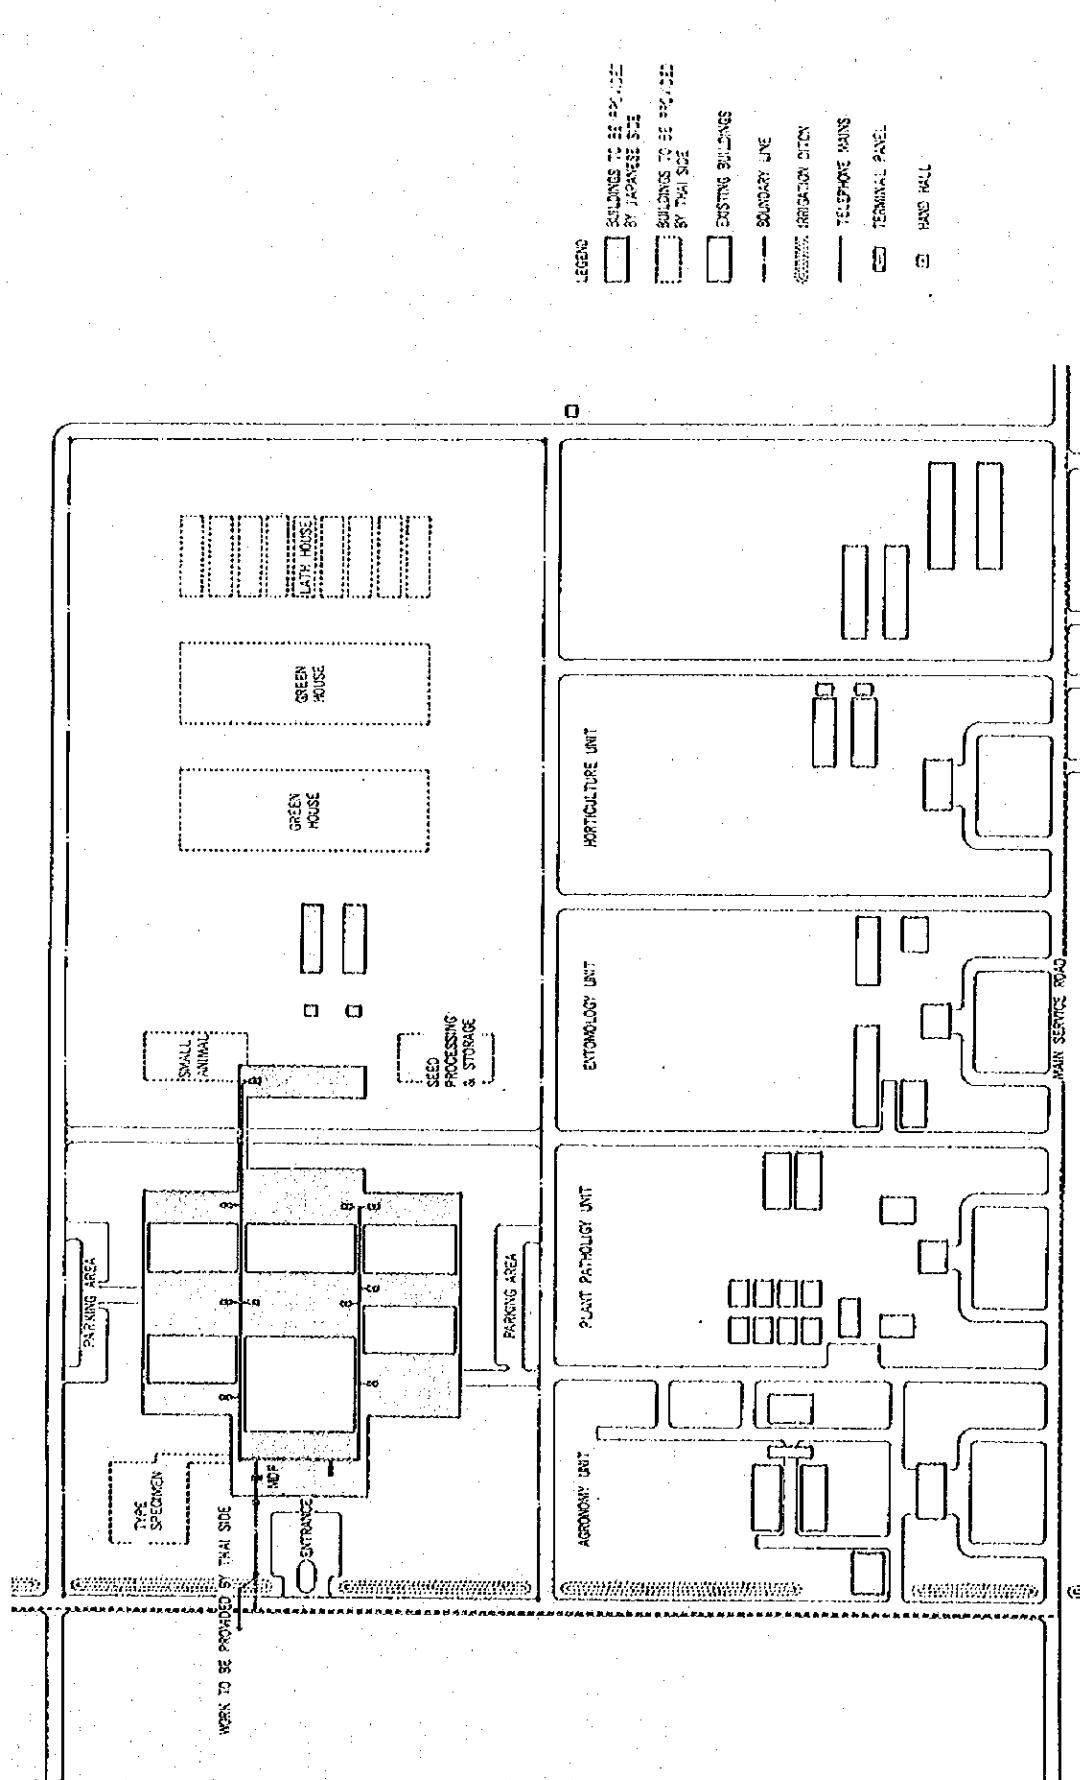 LEGEND
BUILDINGS TO BE PROVIDED
BY JAPANESE SIDE
BUILDINGS TO BE PROVIDED
BY THAI SIDE
EXISTING BUILDINGS
BOUNDARY LINE
IRRIGATION DITCH
TELEPHONE MAINS
TERMINAL PANEL
HAND HALL
LATH HOUSE
GREEN
HOUSE
GREEN
HOUSE
SMALL
ANIMAL
SEED
PROCESSING
& STORAGE
PARKING AREA
PARKING AREA
TYPE
SPECIMEN
MDF
ENTRANCE
WORK TO BE PROVIDED BY THAI SIDE
HORTICULTURE UNIT
ENTOMOLOGY UNIT
PLANT PATHOLIGY UNIT
AGRONOMY UNIT
MAIN SERVICE ROAD